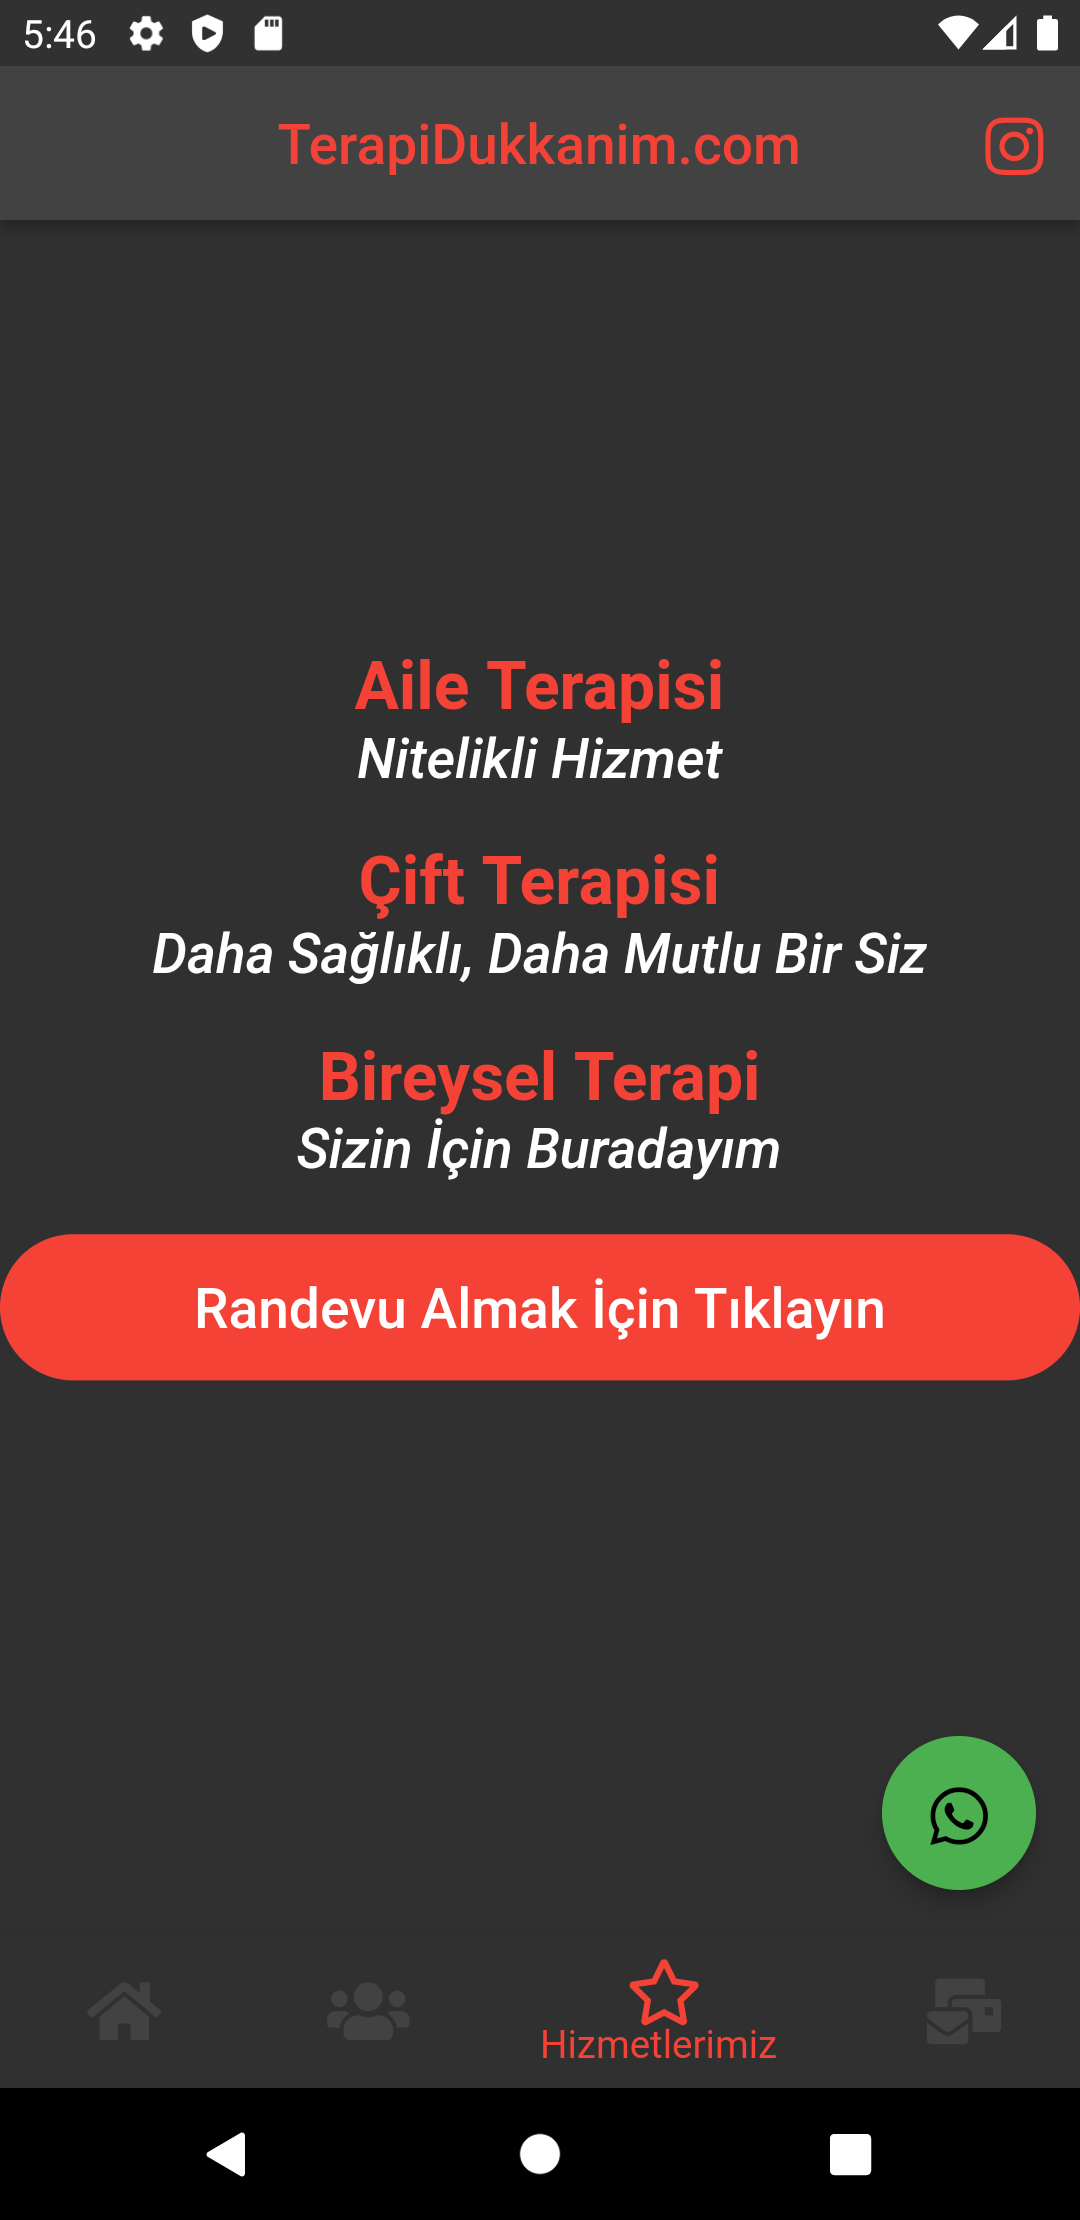 5:46
TerapiDukkanim.com
Aile Terapisi
Nitelikli Hizmet
Çift Terapisi
Daha Sağlıklı, Daha Mutlu Bir Siz
Bireysel Terapi
Sizin İçin Buradayım
Randevu Almak İçin Tıklayın
Hizmetlerimiz